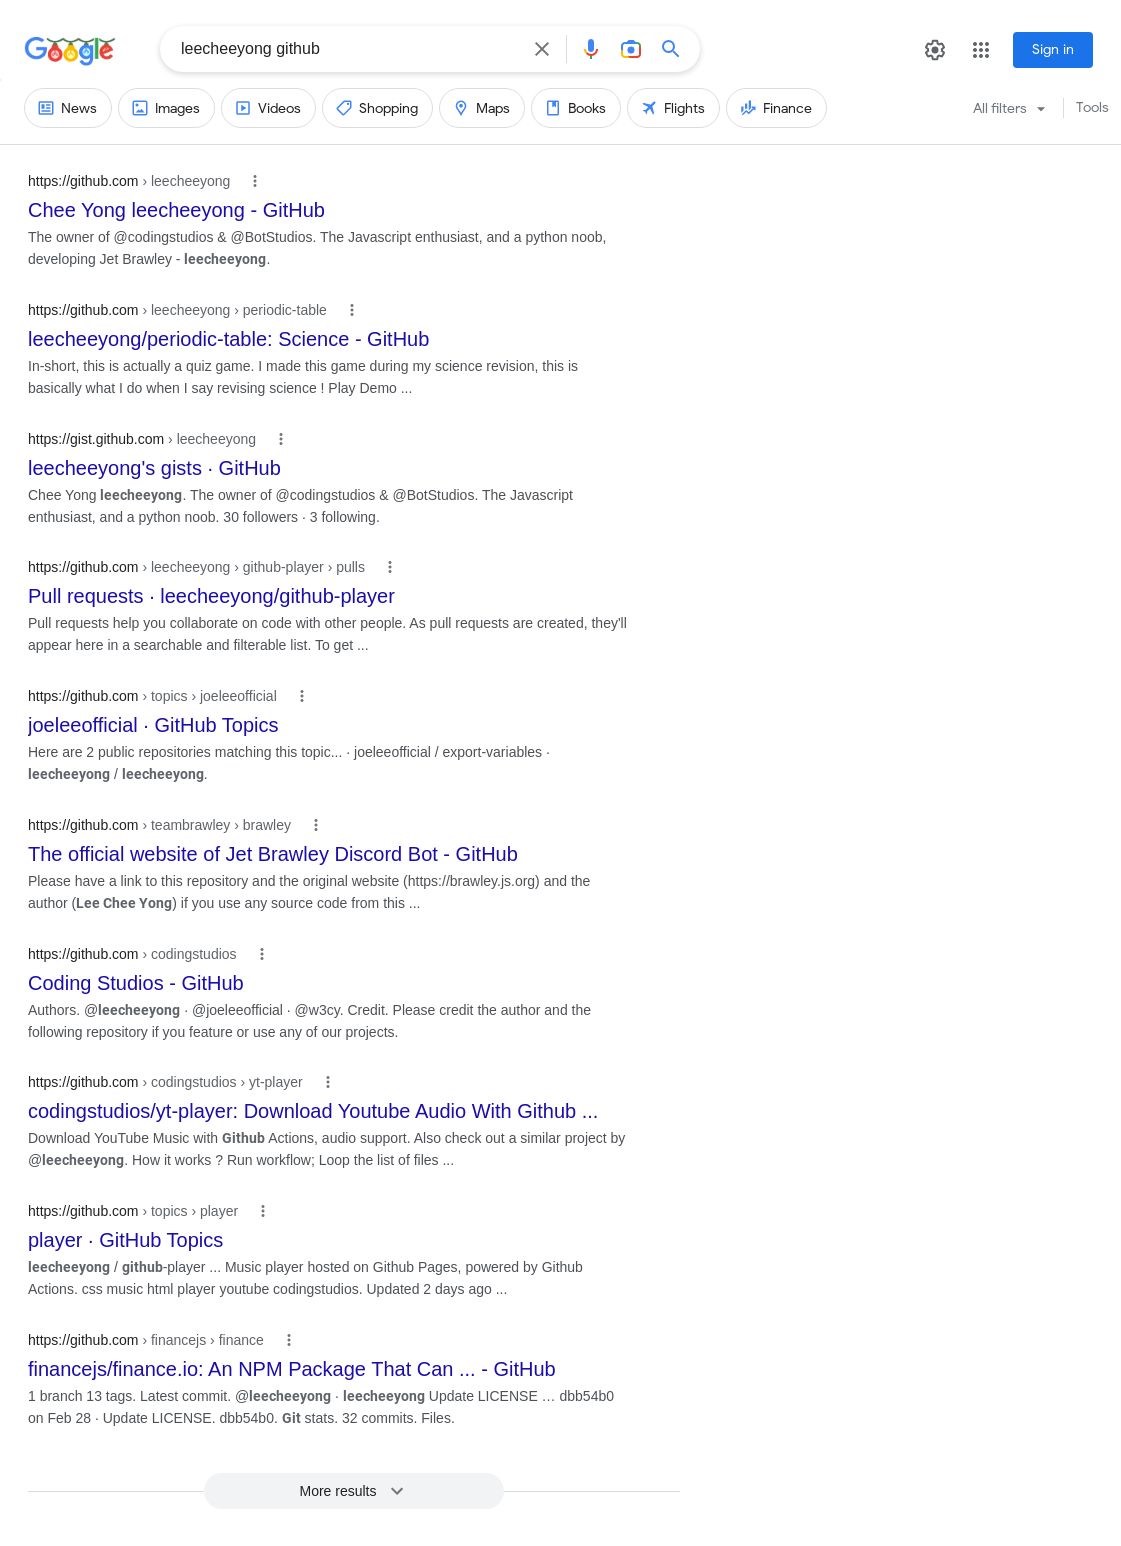 Google
leecheeyong github
Sign in
News Images Videos Shopping Maps Books Flights Finance All filters Tools
https://github.com › leecheeyong
Chee Yong leecheeyong - GitHub
The owner of @codingstudios & @BotStudios. The Javascript enthusiast, and a python noob,
developing Jet Brawley - leecheeyong.
https://github.com › leecheeyong › periodic-table
leecheeyong/periodic-table: Science - GitHub
In-short, this is actually a quiz game. I made this game during my science revision, this is
basically what I do when I say revising science ! Play Demo ...
https://gist.github.com › leecheeyong
leecheeyong's gists · GitHub
Chee Yong leecheeyong. The owner of @codingstudios & @BotStudios. The Javascript
enthusiast, and a python noob. 30 followers · 3 following.
https://github.com › leecheeyong › github-player › pulls
Pull requests · leecheeyong/github-player
Pull requests help you collaborate on code with other people. As pull requests are created, they'll
appear here in a searchable and filterable list. To get ...
https://github.com › topics › joeleeofficial
joeleeofficial · GitHub Topics
Here are 2 public repositories matching this topic... · joeleeofficial / export-variables ·
leecheeyong / leecheeyong.
https://github.com › teambrawley › brawley
The official website of Jet Brawley Discord Bot - GitHub
Please have a link to this repository and the original website (https://brawley.js.org) and the
author (Lee Chee Yong) if you use any source code from this ...
https://github.com › codingstudios
Coding Studios - GitHub
Authors. @leecheeyong · @joeleeofficial · @w3cy. Credit. Please credit the author and the
following repository if you feature or use any of our projects.
https://github.com › codingstudios › yt-player
codingstudios/yt-player: Download Youtube Audio With Github ...
Download YouTube Music with Github Actions, audio support. Also check out a similar project by
@leecheeyong. How it works ? Run workflow; Loop the list of files ...
https://github.com › topics › player
player · GitHub Topics
leecheeyong / github-player ... Music player hosted on Github Pages, powered by Github
Actions. css music html player youtube codingstudios. Updated 2 days ago ...
https://github.com › financejs › finance
financejs/finance.io: An NPM Package That Can ... - GitHub
1 branch 13 tags. Latest commit. @leecheeyong · leecheeyong Update LICENSE … dbb54b0
on Feb 28 · Update LICENSE. dbb54b0. Git stats. 32 commits. Files.
More results